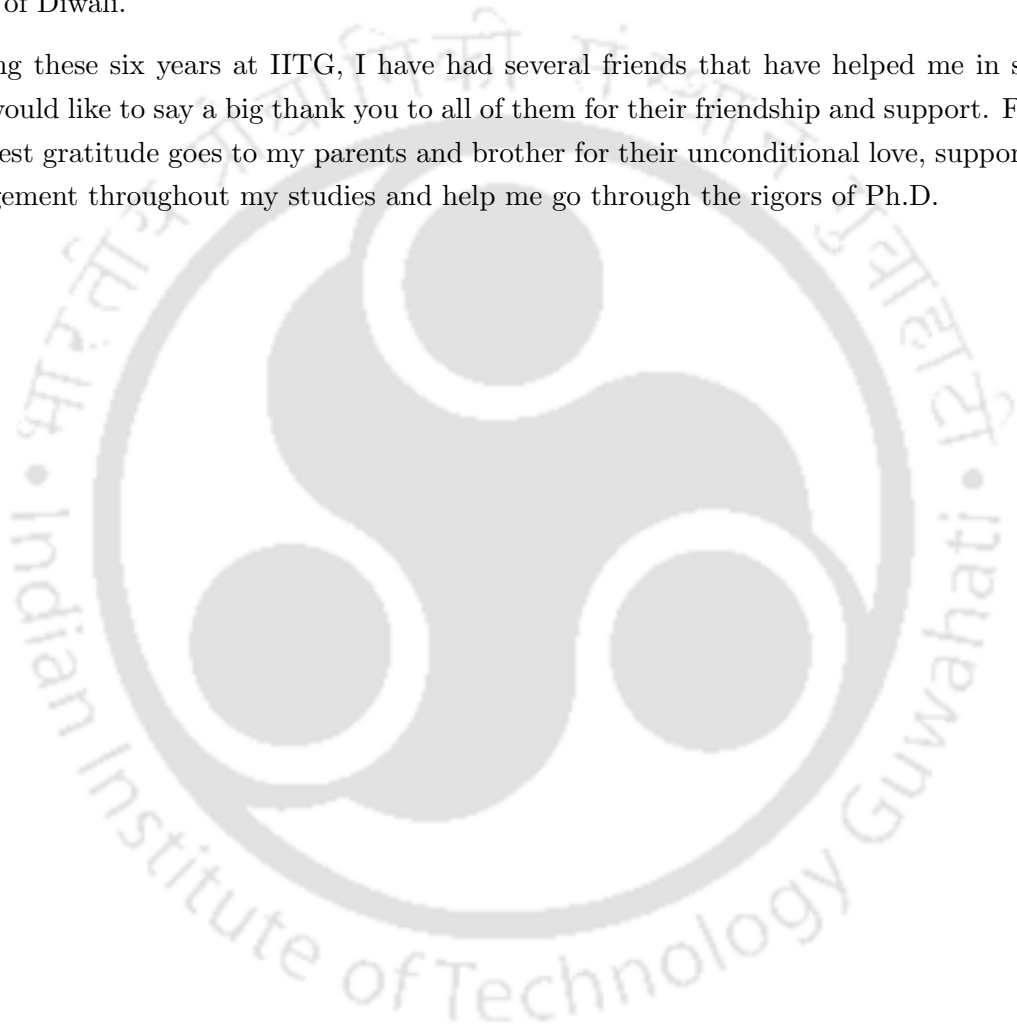 of Diwali.
ng these six years at IITG, I have had several friends that have helped me in s
vould like to say a big thank you to all of them for their friendship and support. F
est gratitude goes to my parents and brother for their unconditional love, suppor
gement throughout my studies and help me go through the rigors of Ph.D.
भारतीय प्रौद्योगिकी संस्थान गुवाहाटी
• Indian Institute of Technology Guwahati •